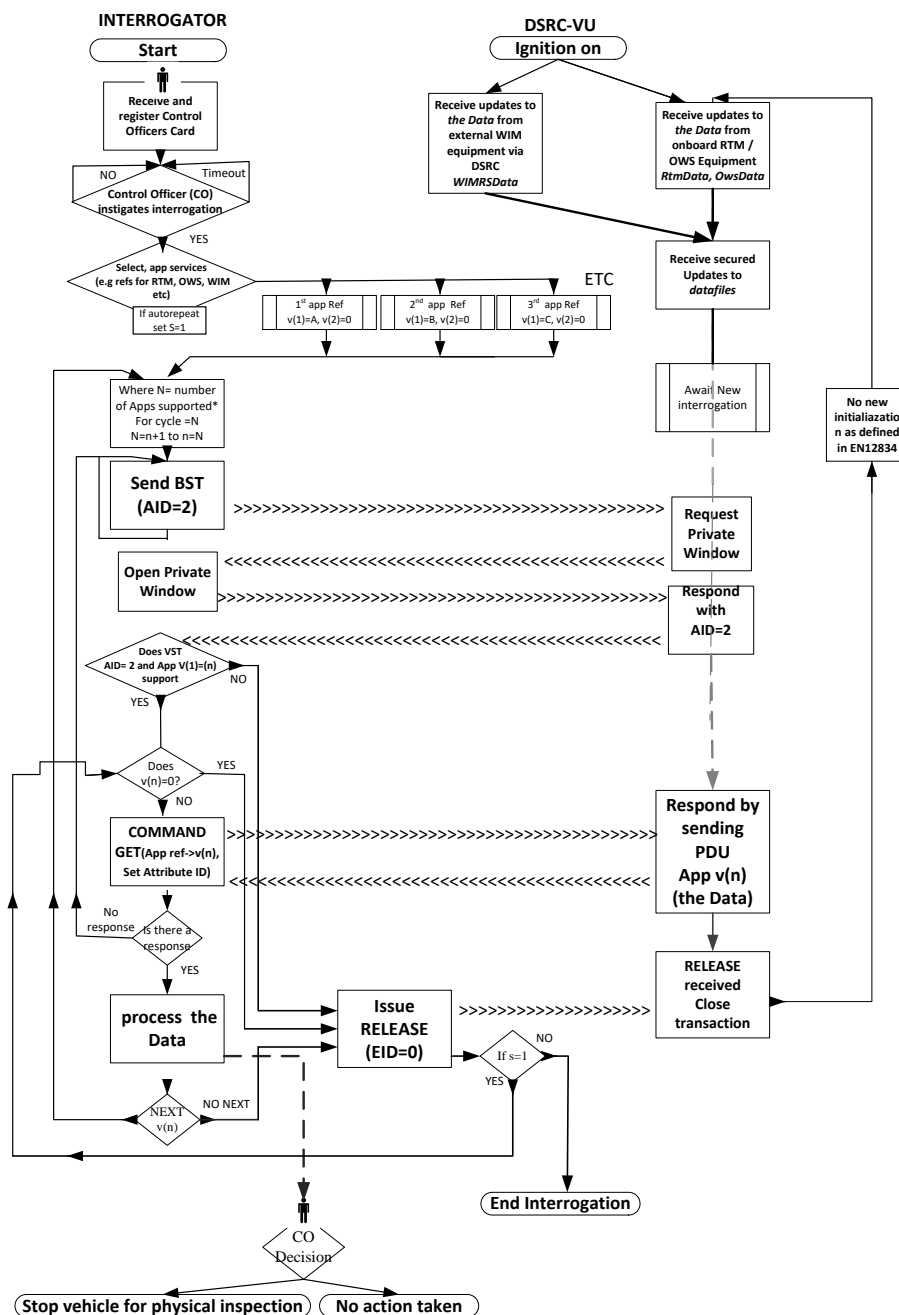 INTERROGATOR
DSRC-VU
Start
Ignition on
Receive and
register Control
Officers Card
Receive updates to
the Data from
external WIM
equipment via
DSRC
WIMRSData
Receive updates to
the Data from
onboard RTM /
OWS Equipment
RtmData, OwsData
NO
Timeout
Control Officer (CO)
instigates interrogation
YES
Receive secured
Updates to
datafiles
Select, app services
(e.g refs for RTM, OWS, WIM
etc)
If autorepeat
set S=1
ETC
1st app Ref
v(1)=A, v(2)=0
2nd app Ref
v(1)=B, v(2)=0
3rd app Ref
v(1)=C, v(2)=0
Where N= number
of Apps supported*
For cycle =N
N=n+1 to n=N
Await New
interrogation
No new
initialiazatio
n as defined
in EN12834
Send BST
(AID=2)
>>>>>>>>>>>>>>>>>>>>>>>>>>>>>>>>>>>>>>>>>>>>>>>>>>
Request
Private
Window
<<<<<<<<<<<<<<<<<<<<<<<<<<<<<<<<<<<<<<<<<<<<<<<<<<<
Open Private
Window
>>>>>>>>>>>>>>>>>>>>>>>>>>>>>>>>>>>>>>>>>>>>>>>>>>>>
Respond
with
AID=2
<<<<<<<<<<<<<<<<<<<<<<<<<<<<<<<<<<<<<<<<<<<<<<<<<<<<<<<
Does VST
AID= 2 and App V(1)=(n)
support
NO
YES
Does
v(n)=0?
YES
NO
COMMAND
GET(App ref->v(n),
Set Attribute ID)
>>>>>>>>>>>>>>>>>>>>>>>>>>>>>>>>>>>>>>>>>>>>>>>>>>
<<<<<<<<<<<<<<<<<<<<<<<<<<<<<<<<<<<<<<<<<<<<<<<<<<
Respond by
sending
PDU
App v(n)
(the Data)
No
response
Is there a
response
YES
process the
Data
Issue
RELEASE
(EID=0)
>>>>>>>>>>>>>>>>>>>>>>
RELEASE
received
Close
transaction
If s=1
NO
YES
NEXT
v(n)
NO NEXT
End Interrogation
CO
Decision
Stop vehicle for physical inspection
No action taken